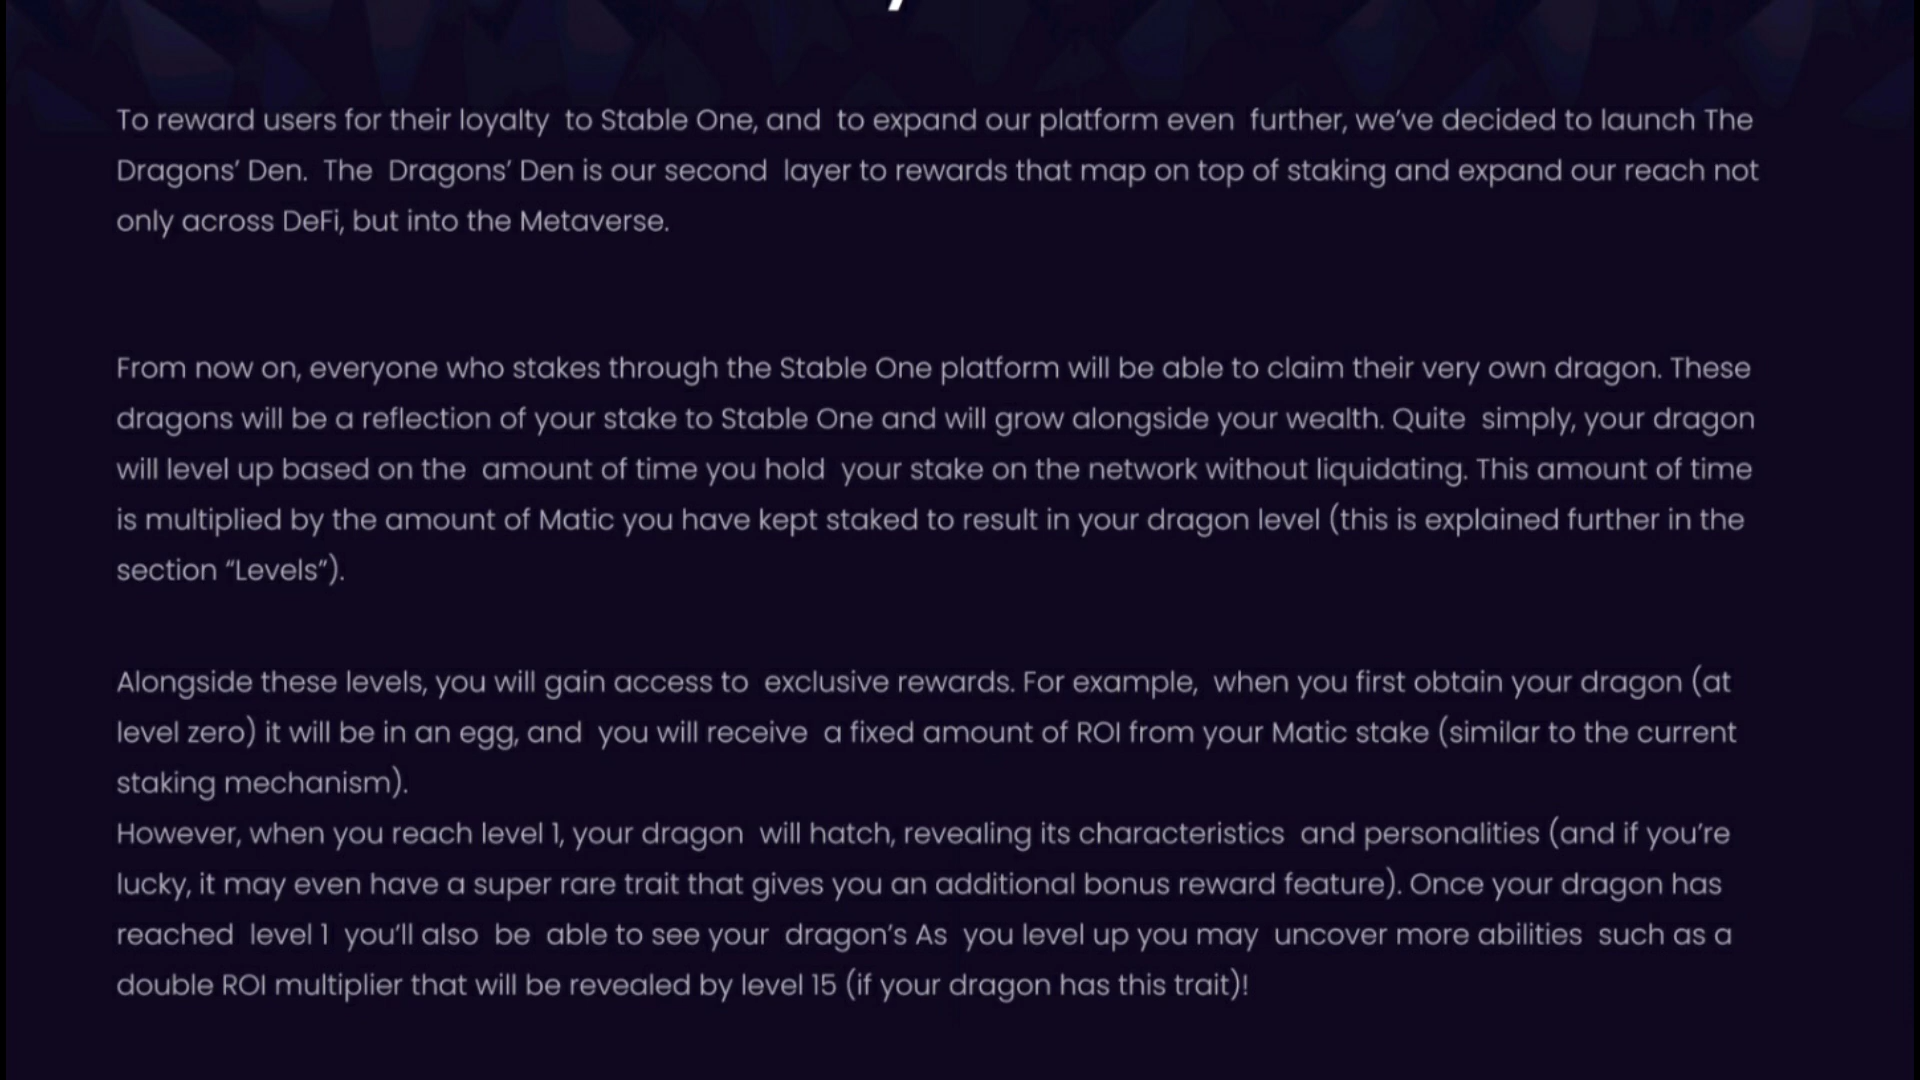 To reward users for their loyalty to Stable One, and to expand our platform even further, we've decided to launch The
Dragons' Den. The Dragons' Den is our second layer to rewards that map on top of staking and expand our reach not
only across DeFi, but into the Metaverse.
From now on, everyone who stakes through the Stable One platform will be able to claim their very own dragon. These
dragons will be a reflection of your stake to Stable One and will grow alongside your wealth. Quite simply, your dragon
will level up based on the amount of time you hold your stake on the network without liquidating. This amount of time
is multiplied by the amount of Matic you have kept staked to result in your dragon level (this is explained further in the
section “Levels”).
Alongside these levels, you will gain access to exclusive rewards. For example, when you first obtain your dragon (at
level zero) it will be in an egg, and you will receive a fixed amount of ROI from your Matic stake (similar to the current
staking mechanism).
However, when you reach level 1, your dragon will hatch, revealing its characteristics and personalities (and if you're
lucky, it may even have a super rare trait that gives you an additional bonus reward feature). Once your dragon has
reached level 1 you'll also be able to see your dragon's As you level up you may uncover more abilities such as a
double ROI multiplier that will be revealed by level 15 (if your dragon has this trait)!